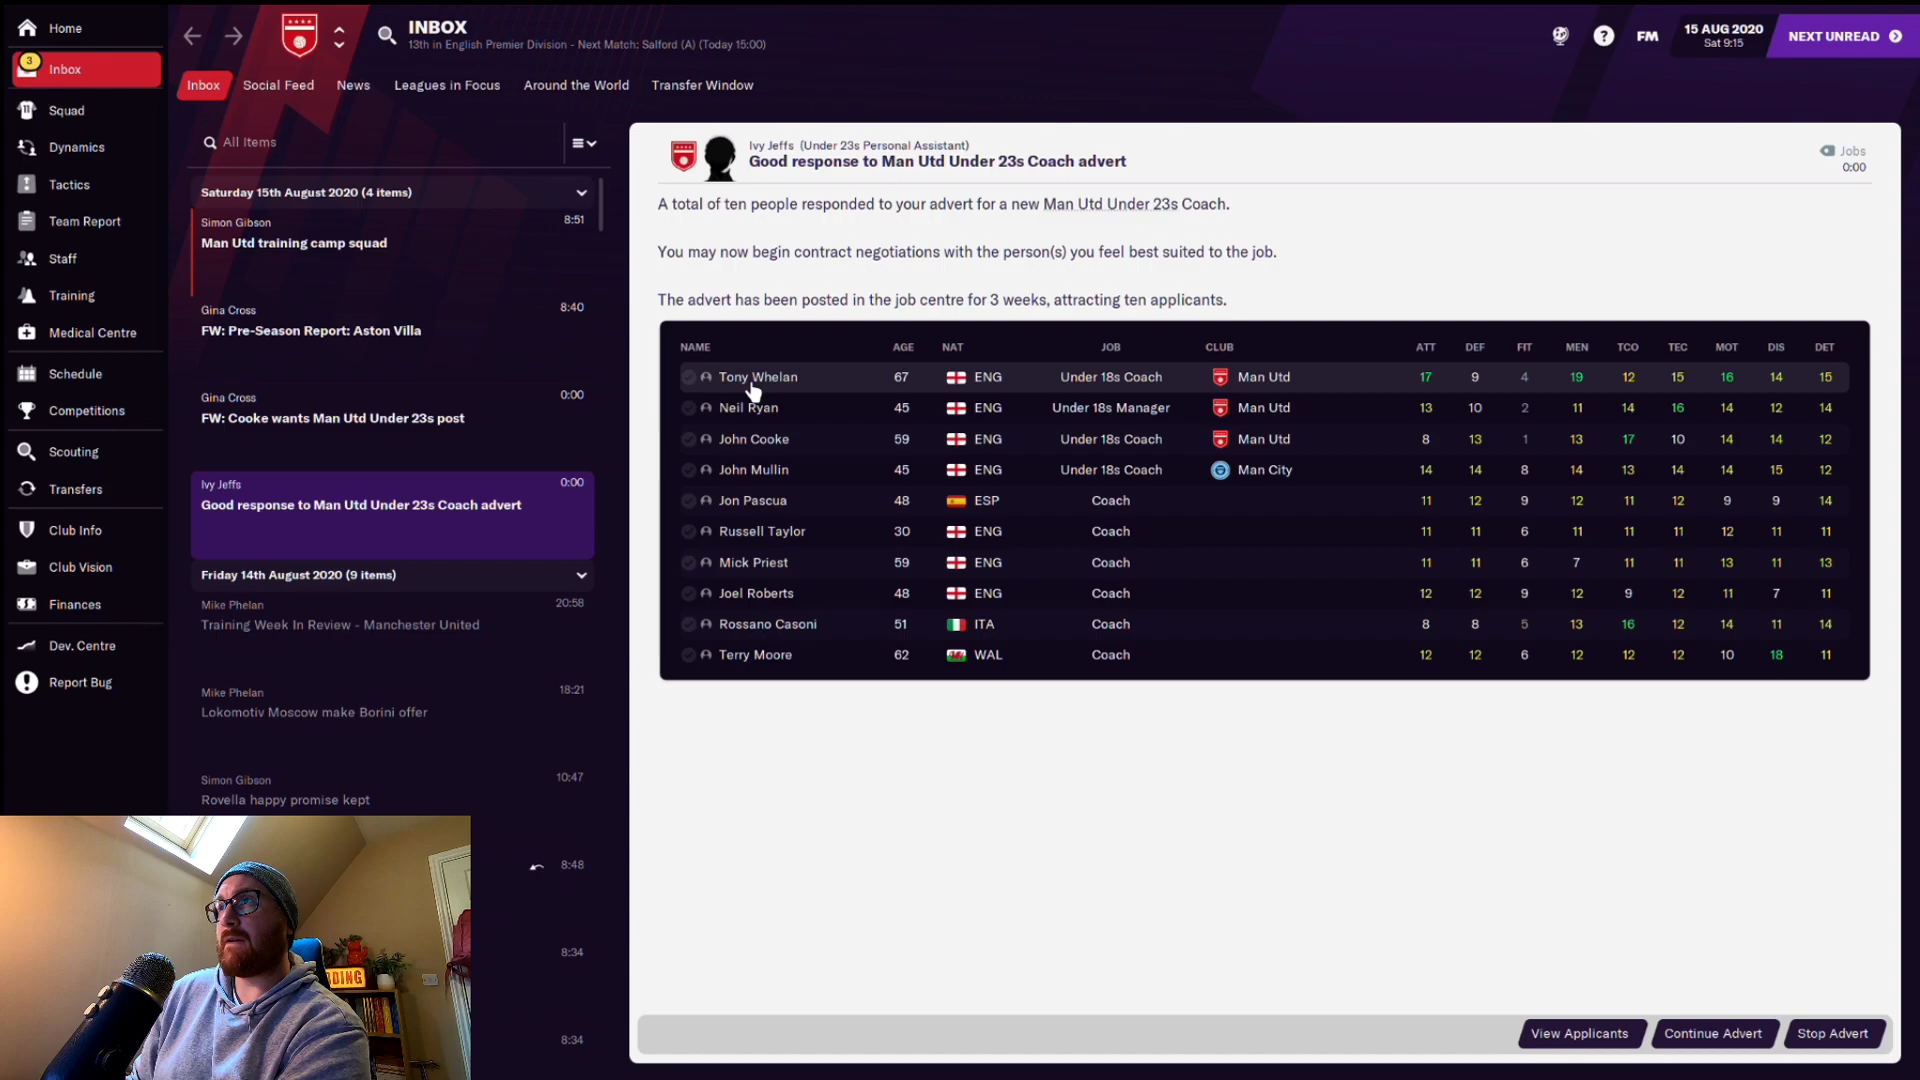 Home
INBOX
13th in English Premier Division - Next Match: Salford (A) (Today 15:00)
FM
15 AUG 2020
Sat 9:15
NEXT UNREAD
3
Inbox
Squad
Dynamics
Tactics
Team Report
Staff
Training
Medical Centre
Schedule
Competitions
Scouting
Transfers
Club Info
Club Vision
Finances
Dev. Centre
Report Bug
Inbox Social Feed News Leagues in Focus Around the World Transfer Window
All Items
Saturday 15th August 2020 (4 items)
Simon Gibson 8:51
Man Utd training camp squad
Gina Cross 8:40
FW: Pre-Season Report: Aston Villa
Gina Cross 0:00
FW: Cooke wants Man Utd Under 23s post
Ivy Jeffs 0:00
Good response to Man Utd Under 23s Coach advert
Friday 14th August 2020 (9 items)
Mike Phelan 20:58
Training Week In Review - Manchester United
Mike Phelan 18:21
Lokomotiv Moscow make Borini offer
Simon Gibson 10:47
Rovella happy promise kept
8:48
8:34
8:34
Ivy Jeffs (Under 23s Personal Assistant)
Good response to Man Utd Under 23s Coach advert
Jobs
0:00
A total of ten people responded to your advert for a new Man Utd Under 23s Coach.
You may now begin contract negotiations with the person(s) you feel best suited to the job.
The advert has been posted in the job centre for 3 weeks, attracting ten applicants.
NAME AGE NAT JOB CLUB ATT DEF FIT MEN TCO TEC MOT DIS DET
Tony Whelan 67 ENG Under 18s Coach Man Utd 17 9 4 19 12 15 16 14 15
Neil Ryan 45 ENG Under 18s Manager Man Utd 13 10 2 11 14 16 14 12 14
John Cooke 59 ENG Under 18s Coach Man Utd 8 13 1 13 17 10 14 14 12
John Mullin 45 ENG Under 18s Coach Man City 14 14 8 14 13 14 14 15 12
Jon Pascua 48 ESP Coach 11 12 9 12 11 12 9 9 14
Russell Taylor 30 ENG Coach 11 11 6 11 11 11 12 11 11
Mick Priest 59 ENG Coach 11 11 6 7 11 11 13 11 13
Joel Roberts 48 ENG Coach 12 12 9 12 9 12 11 7 11
Rossano Casoni 51 ITA Coach 8 8 5 13 16 12 14 11 14
Terry Moore 62 WAL Coach 12 12 6 12 12 12 10 18 11
View Applicants Continue Advert Stop Advert
DING